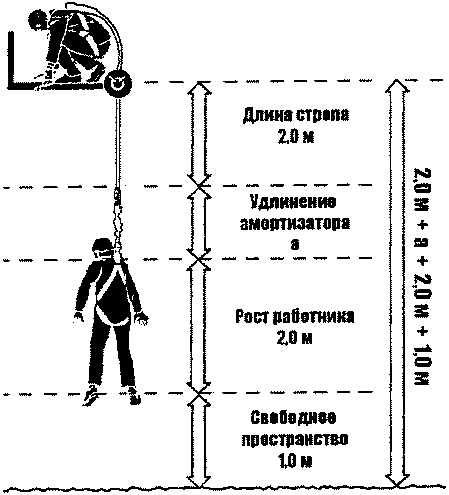 Длина стропа
2,0 м
Удлинение
амортизатора
а
Рост работника
2,0 м
Свободное
пространство
1,0 м
2,0 м + а + 2,0 м + 1,0 м